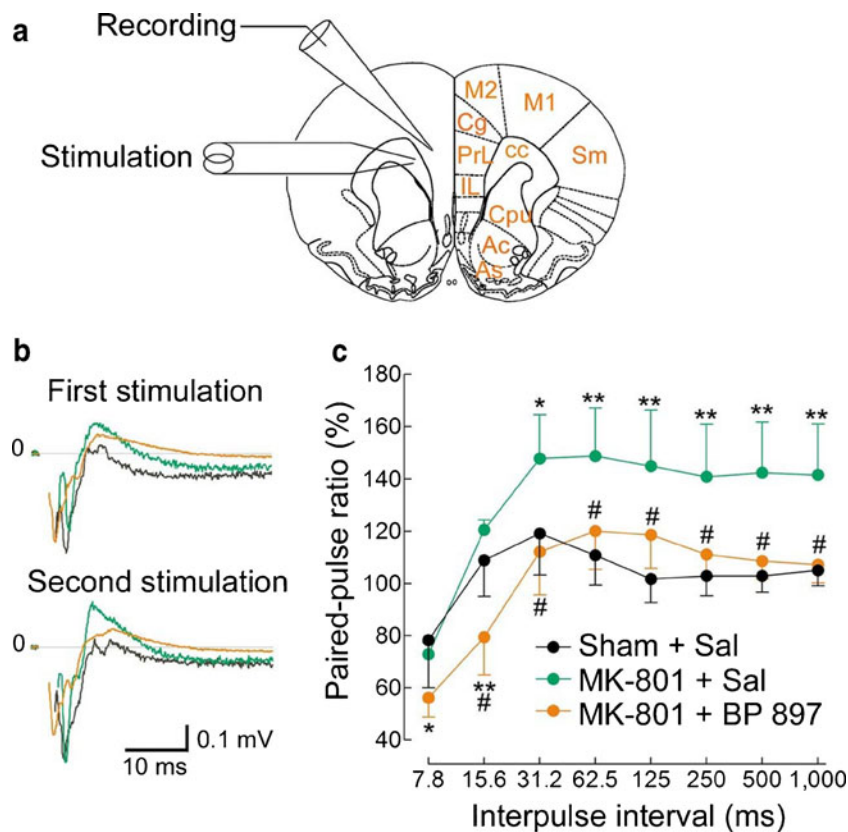 a
Recording
Stimulation
M2
M1
Cg
PrL
cc
Sm
IL
Cpu
Ac
As
b
First stimulation
0
Second stimulation
0
0.1 mV
10 ms
c
Paired-pulse ratio (%)
180
160
140
120
100
80
60
40
* ** ** ** ** **
# # # # #
#
**
#
*
Sham + Sal
MK-801 + Sal
MK-801 + BP 897
7.8 15.6 31.2 62.5 125 250 500 1,000
Interpulse interval (ms)